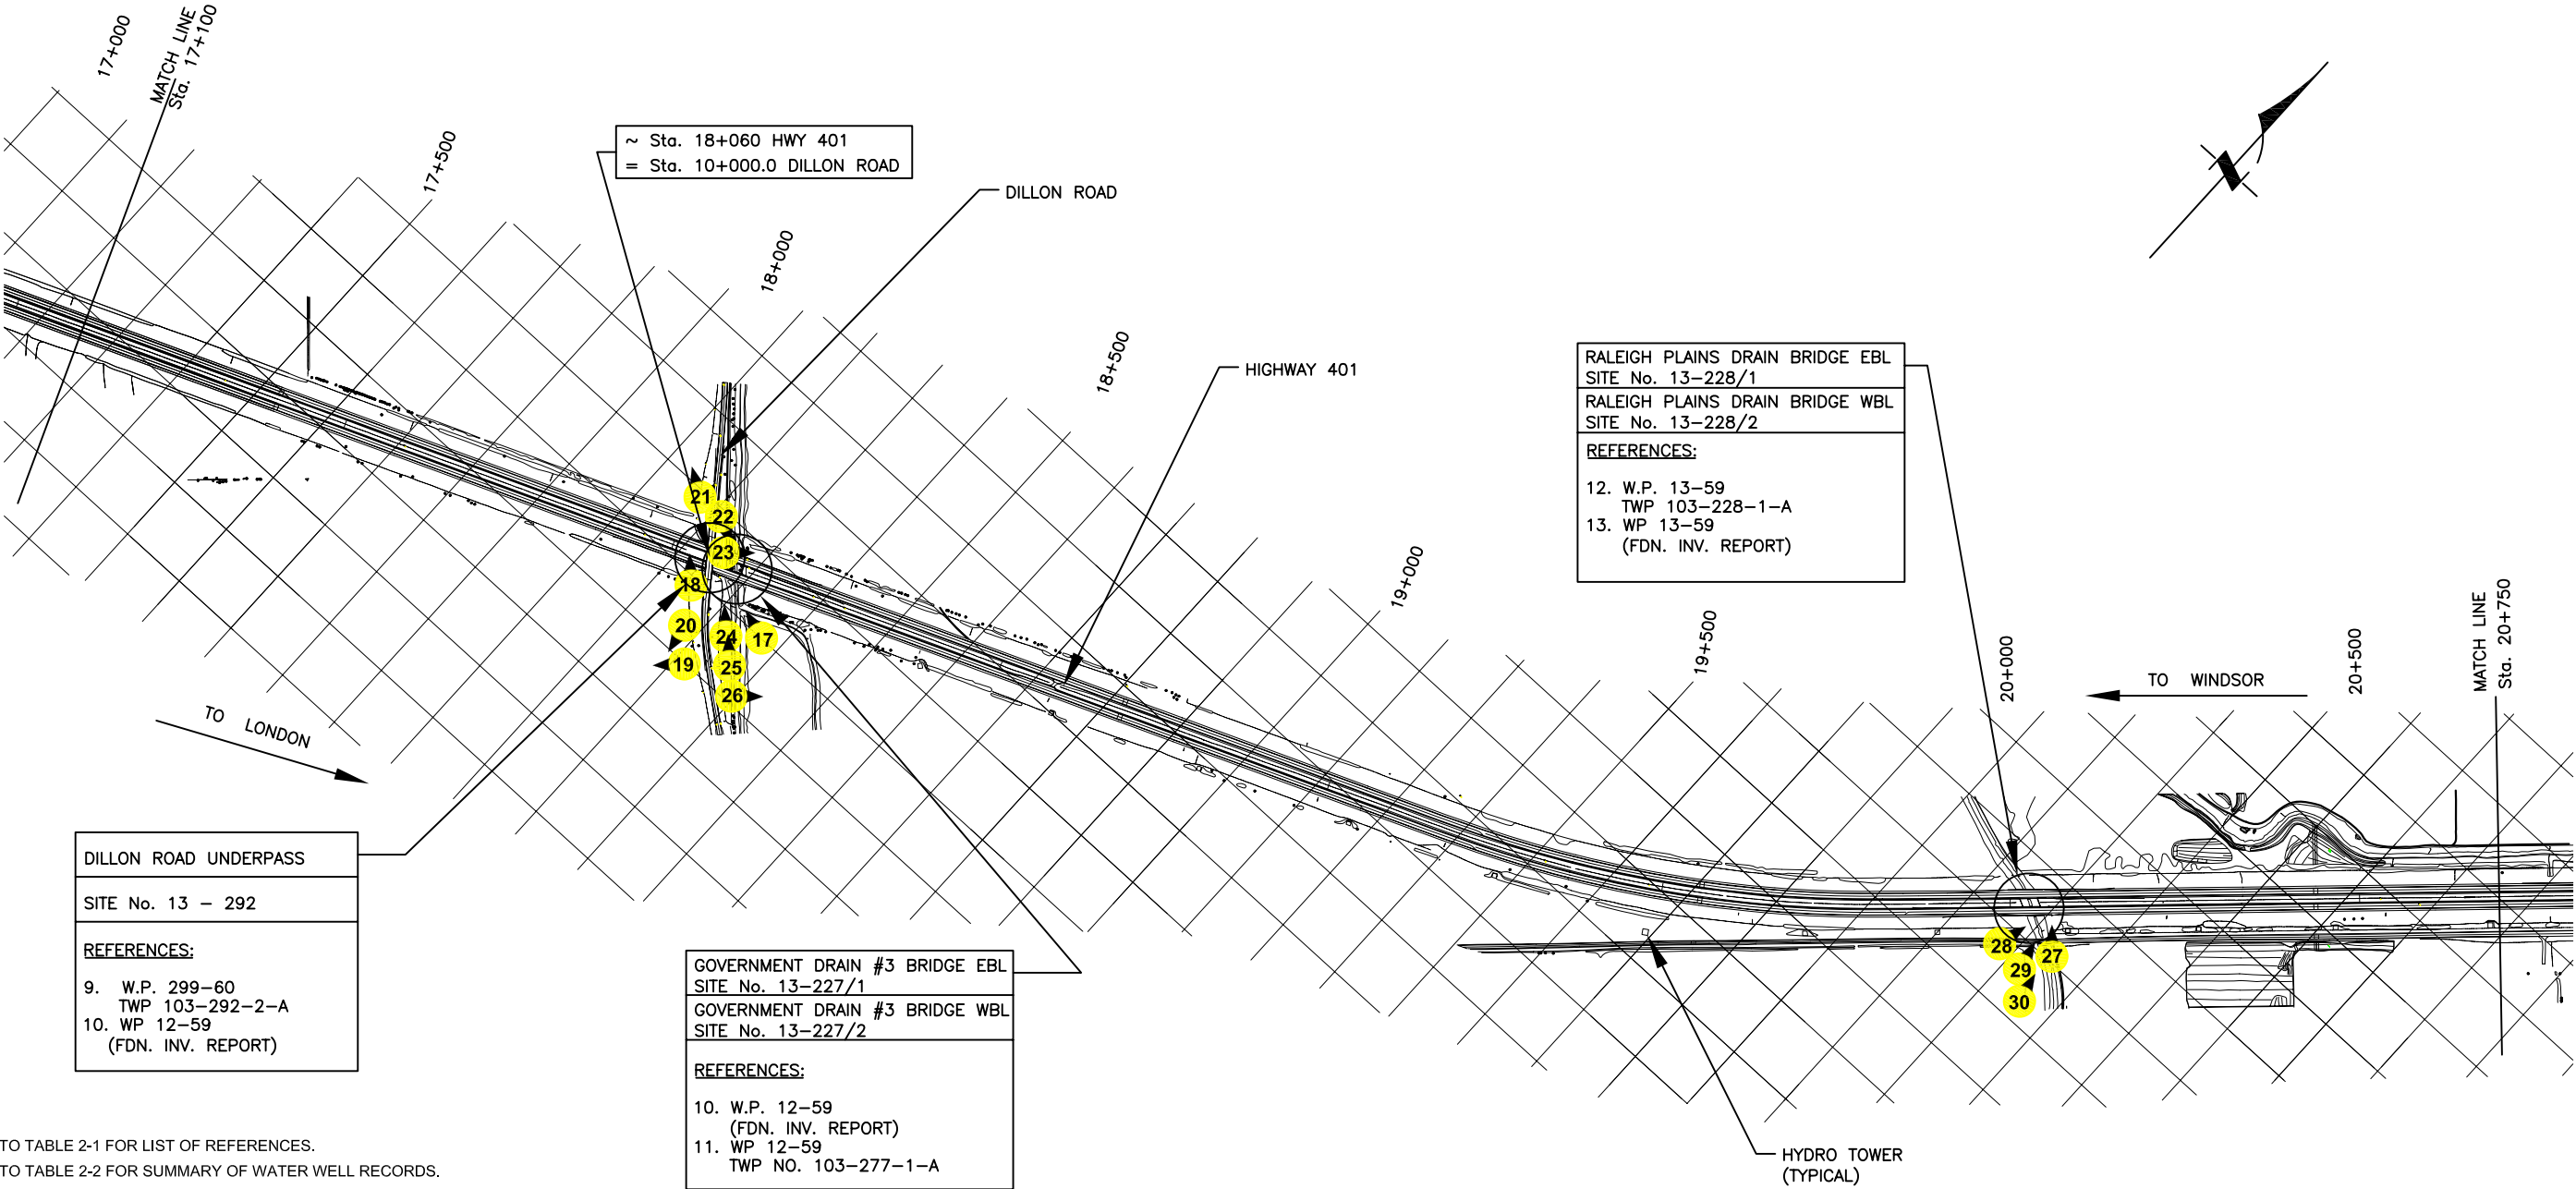 17+000
MATCH LINE
Sta. 17+100
17+500
~ Sta. 18+060 HWY 401
= Sta. 10+000.0 DILLON ROAD
DILLON ROAD
18+000
18+500
HIGHWAY 401
19+000
19+500
RALEIGH PLAINS DRAIN BRIDGE EBL
SITE No. 13-228/1
RALEIGH PLAINS DRAIN BRIDGE WBL
SITE No. 13-228/2
REFERENCES:
12. W.P. 13-59
TWP 103-228-1-A
13. WP 13-59
(FDN. INV. REPORT)
20+000
TO WINDSOR
20+500
MATCH LINE
Sta. 20+750
21
22
23
18
20
24
17
19
25
26
TO LONDON
28
27
29
30
DILLON ROAD UNDERPASS
SITE No. 13 - 292
REFERENCES:
9. W.P. 299-60
TWP 103-292-2-A
10. WP 12-59
(FDN. INV. REPORT)
GOVERNMENT DRAIN #3 BRIDGE EBL
SITE No. 13-227/1
GOVERNMENT DRAIN #3 BRIDGE WBL
SITE No. 13-227/2
REFERENCES:
10. W.P. 12-59
(FDN. INV. REPORT)
11. WP 12-59
TWP NO. 103-277-1-A
HYDRO TOWER
(TYPICAL)
TO TABLE 2-1 FOR LIST OF REFERENCES.
TO TABLE 2-2 FOR SUMMARY OF WATER WELL RECORDS.